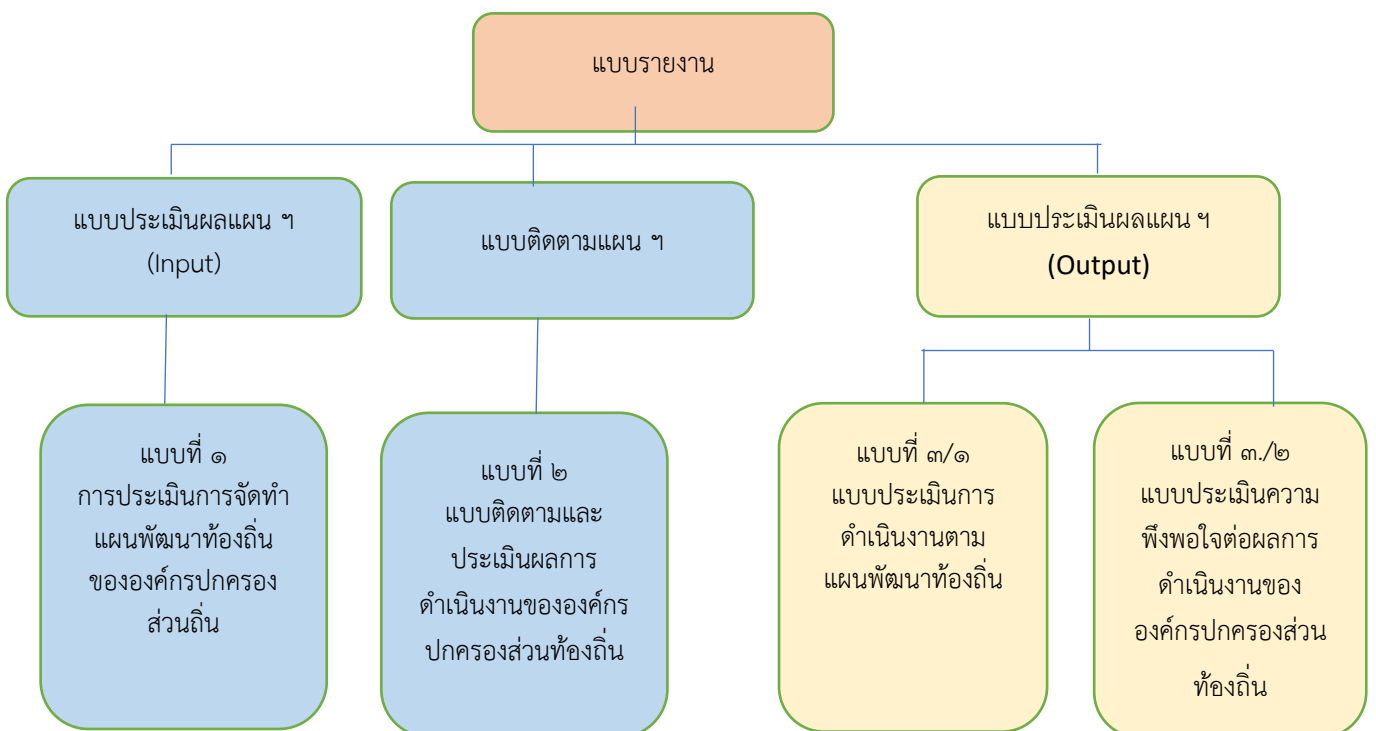 แบบรายงาน
แบบประเมินผลแผน ฯ
(Input)
แบบติดตามแผน ฯ
แบบประเมินผลแผน ฯ
(Output)
แบบที่ ๑
การประเมินการจัดทำ
แผนพัฒนาท้องถิ่น
ขององค์กรปกครอง
ส่วนถิ่น
แบบที่ ๒
แบบติดตามและ
ประเมินผลการ
ดำเนินงานขององค์กร
ปกครองส่วนท้องถิ่น
แบบที่ ๓/๑
แบบประเมินการ
ดำเนินงานตาม
แผนพัฒนาท้องถิ่น
แบบที่ ๓./๒
แบบประเมินความ
พึงพอใจต่อผลการ
ดำเนินงานของ
องค์กรปกครองส่วน
ท้องถิ่น